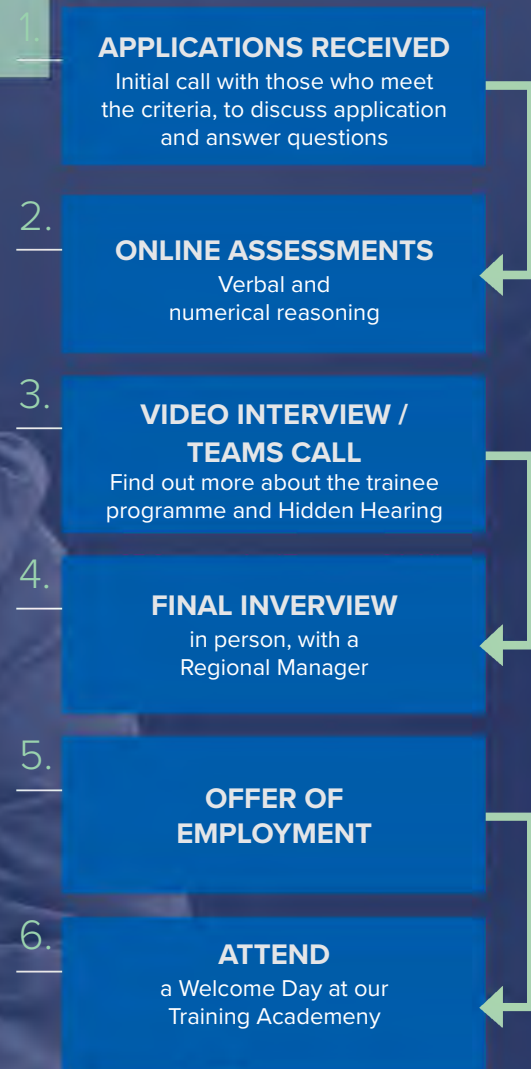 1.
APPLICATIONS RECEIVED
Initial call with those who meet
the criteria, to discuss application
and answer questions
2.
ONLINE ASSESSMENTS
Verbal and
numerical reasoning
3.
VIDEO INTERVIEW /
TEAMS CALL
Find out more about the trainee
programme and Hidden Hearing
4.
FINAL INVERVIEW
in person, with a
Regional Manager
5.
OFFER OF
EMPLOYMENT
6.
ATTEND
a Welcome Day at our
Training Academeny